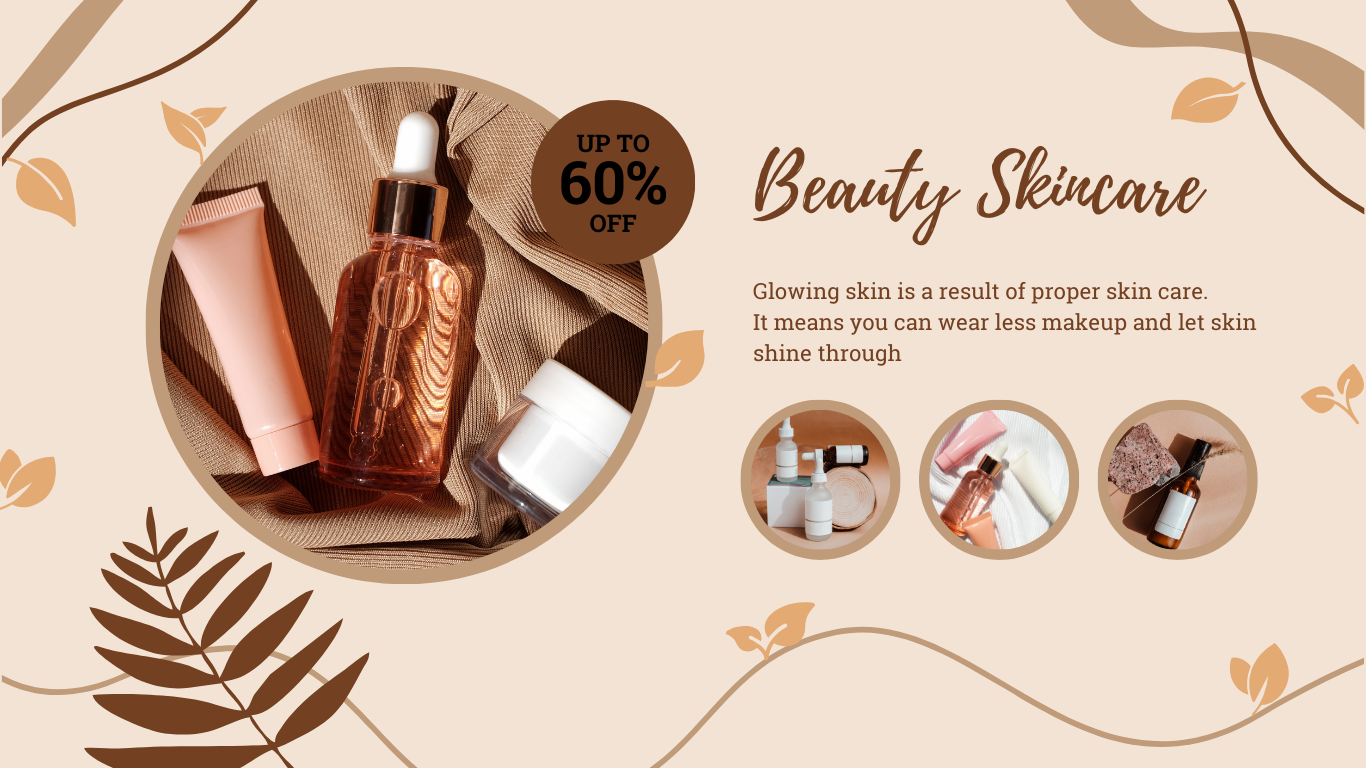 UP TO
60%
OFF
Beauty Skincare
Glowing skin is a result of proper skin care.
It means you can wear less makeup and let skin
shine through